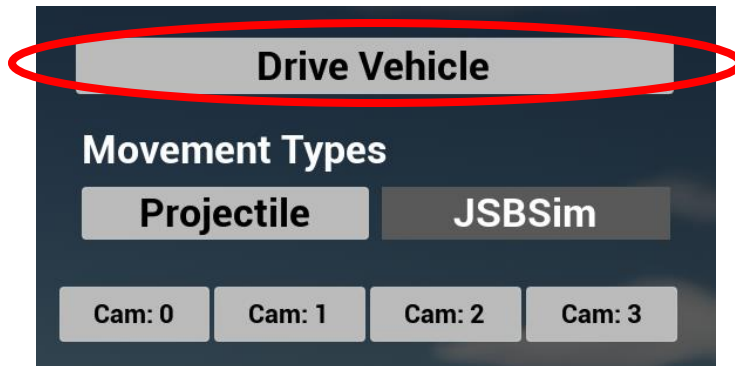 Drive Vehicle
Movement Types
Projectile JSBSim
Cam: 0 Cam: 1 Cam: 2 Cam: 3